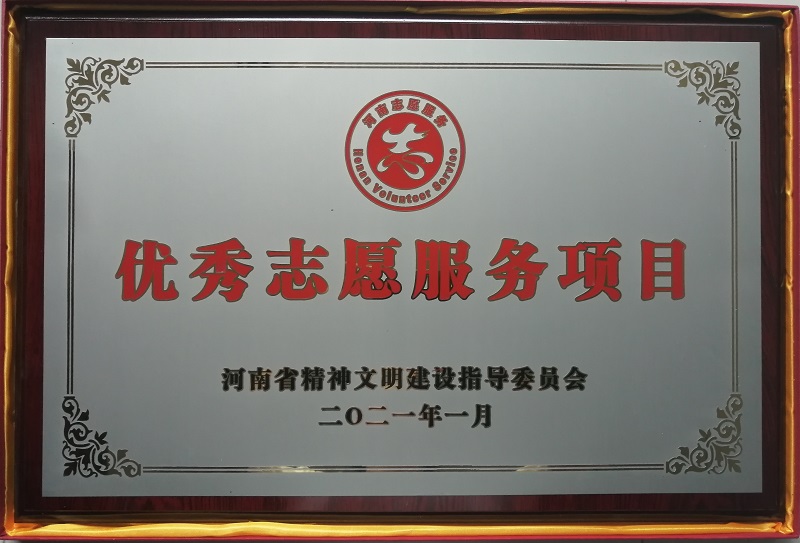 河南志愿服务
Henan Volunteer Service
优秀志愿服务项目
河南省精神文明建设指导委员会
二〇二一年一月